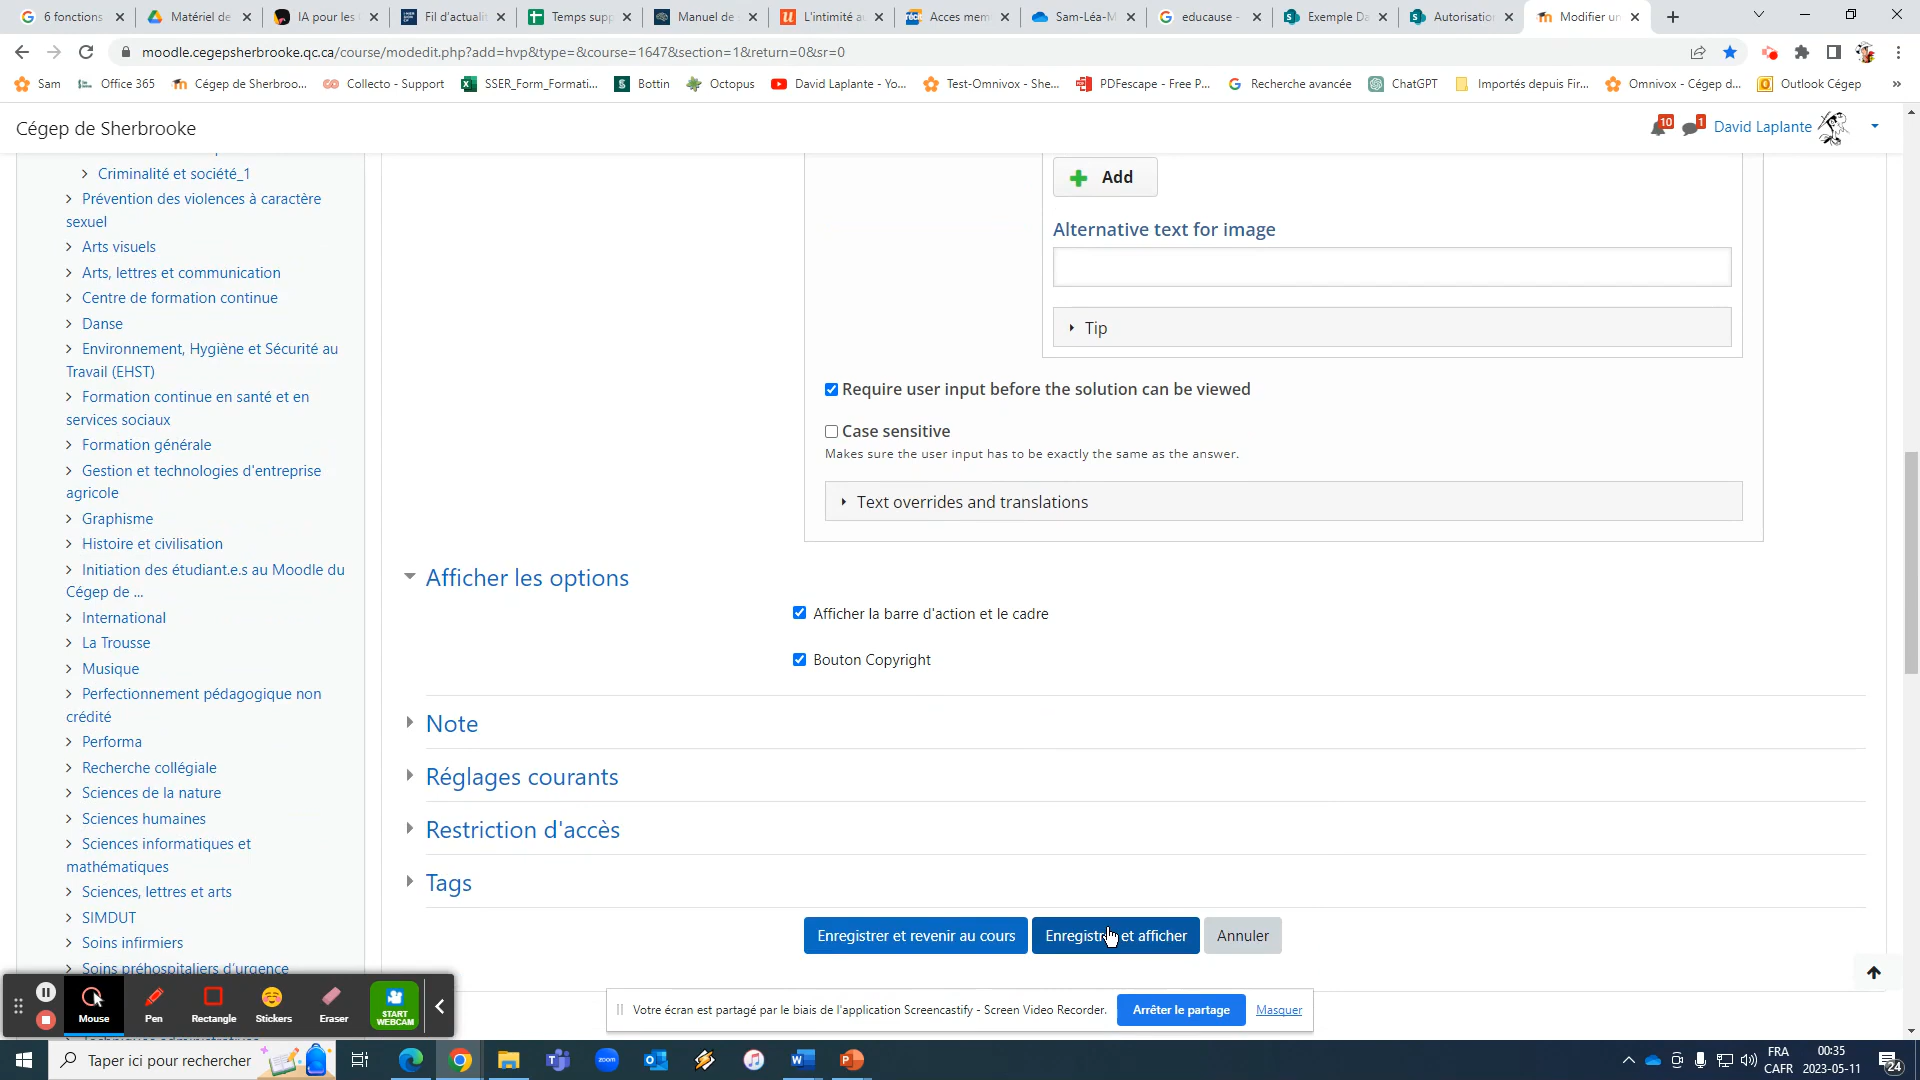 6 fonctions
Matériel de
IA pour les
Fil d'actuali
Temps supp
Manuel de
L'intimité a
Acces mem
Sam-Léa-M
educause -
Exemple Da
Autorisation
Modifier un
moodle.cegepsherbrooke.qc.ca/course/modedit.php?add=hvp&type=&course=1647&section=1&return=0&sr=0
Sam
Office 365
Cégep de Sherbroo...
Collecto - Support
SSER_Form_Formati...
Bottin
Octopus
David Laplante - Yo...
Test-Omnivox - She...
PDFescape - Free P...
Recherche avancée
ChatGPT
Importés depuis Fir...
Omnivox - Cégep d...
Outlook Cégep
»
Cégep de Sherbrooke
10
1
David Laplante
Criminalité et société_1
Prévention des violences à caractère
sexuel
Arts visuels
Arts, lettres et communication
Centre de formation continue
Danse
Environnement, Hygiène et Sécurité au
Travail (EHST)
Formation continue en santé et en
services sociaux
Formation générale
Gestion et technologies d'entreprise
agricole
Graphisme
Histoire et civilisation
Initiation des étudiant.e.s au Moodle du
Cégep de ...
International
La Trousse
Musique
Perfectionnement pédagogique non
crédité
Performa
Recherche collégiale
Sciences de la nature
Sciences humaines
Sciences informatiques et
mathématiques
Sciences, lettres et arts
SIMDUT
Soins infirmiers
Soins préhospitaliers d'urgence
Add
Alternative text for image
Tip
Require user input before the solution can be viewed
Case sensitive
Makes sure the user input has to be exactly the same as the answer.
Text overrides and translations
Afficher les options
Afficher la barre d'action et le cadre
Bouton Copyright
Note
Réglages courants
Restriction d'accès
Tags
Enregistrer et revenir au cours
Enregistrer et afficher
Annuler
Mouse
Pen
Rectangle
Stickers
Eraser
START
WEBCAM
Votre écran est partagé par le biais de l'application Screencastify - Screen Video Recorder.
Arrêter le partage
Masquer
Taper ici pour rechercher
zoom
FRA
CAFR
00:35
2023-05-11
24